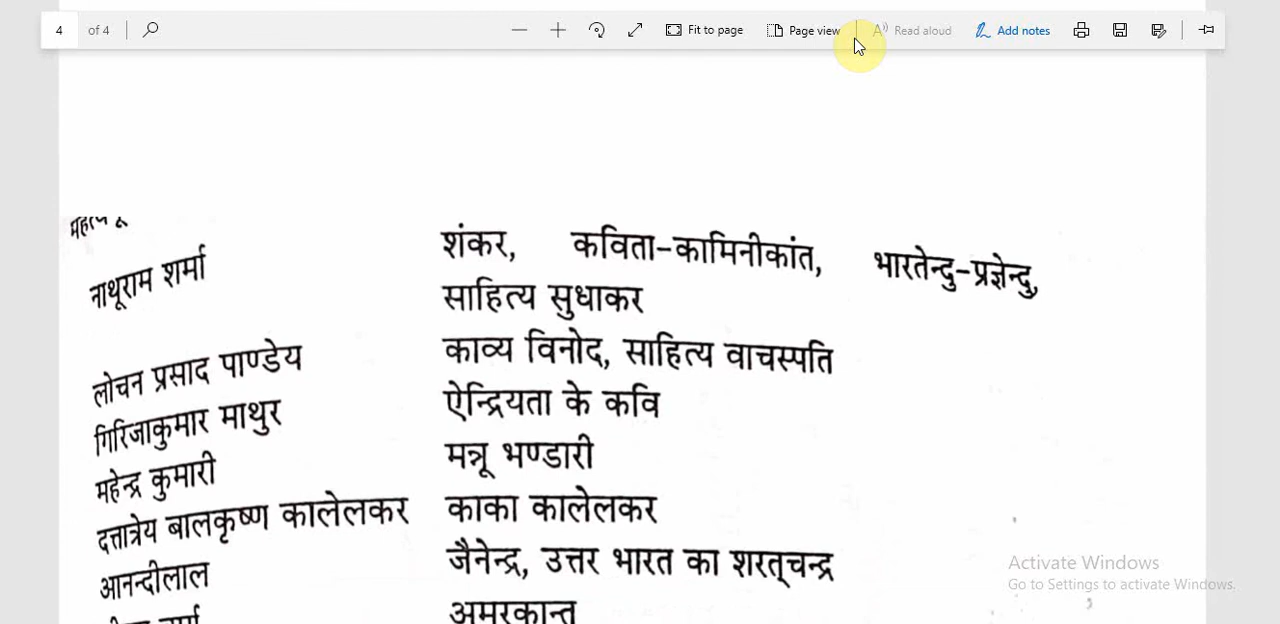 4 of 4 Fit to page Page view Read aloud Add notes
नाथूराम शर्मा शंकर, कविता-कामिनीकांत, भारतेन्दु-प्रज्ञेन्दु,
साहित्य सुधाकर
लोचन प्रसाद पाण्डेय काव्य विनोद, साहित्य वाचस्पति
गिरिजाकुमार माथुर ऐन्द्रियता के कवि
महेन्द्र कुमारी मन्नू भण्डारी
दत्तात्रेय बालकृष्ण कालेलकर काका कालेलकर
आनन्दीलाल जैनेन्द्र, उत्तर भारत का शरत्चन्द्र
अमरकान्त
Activate Windows
Go to Settings to activate Windows.